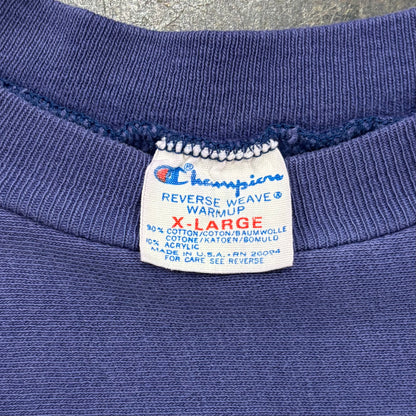 Champion
REVERSE WEAVE®
WARMUP
X-LARGE
90% COTTON/COTON/BAUMWOLLE
COTONE/KATOEN/BOMULD
10% ACRYLIC
MADE IN U.S.A. • RN 26094
FOR CARE SEE REVERSE